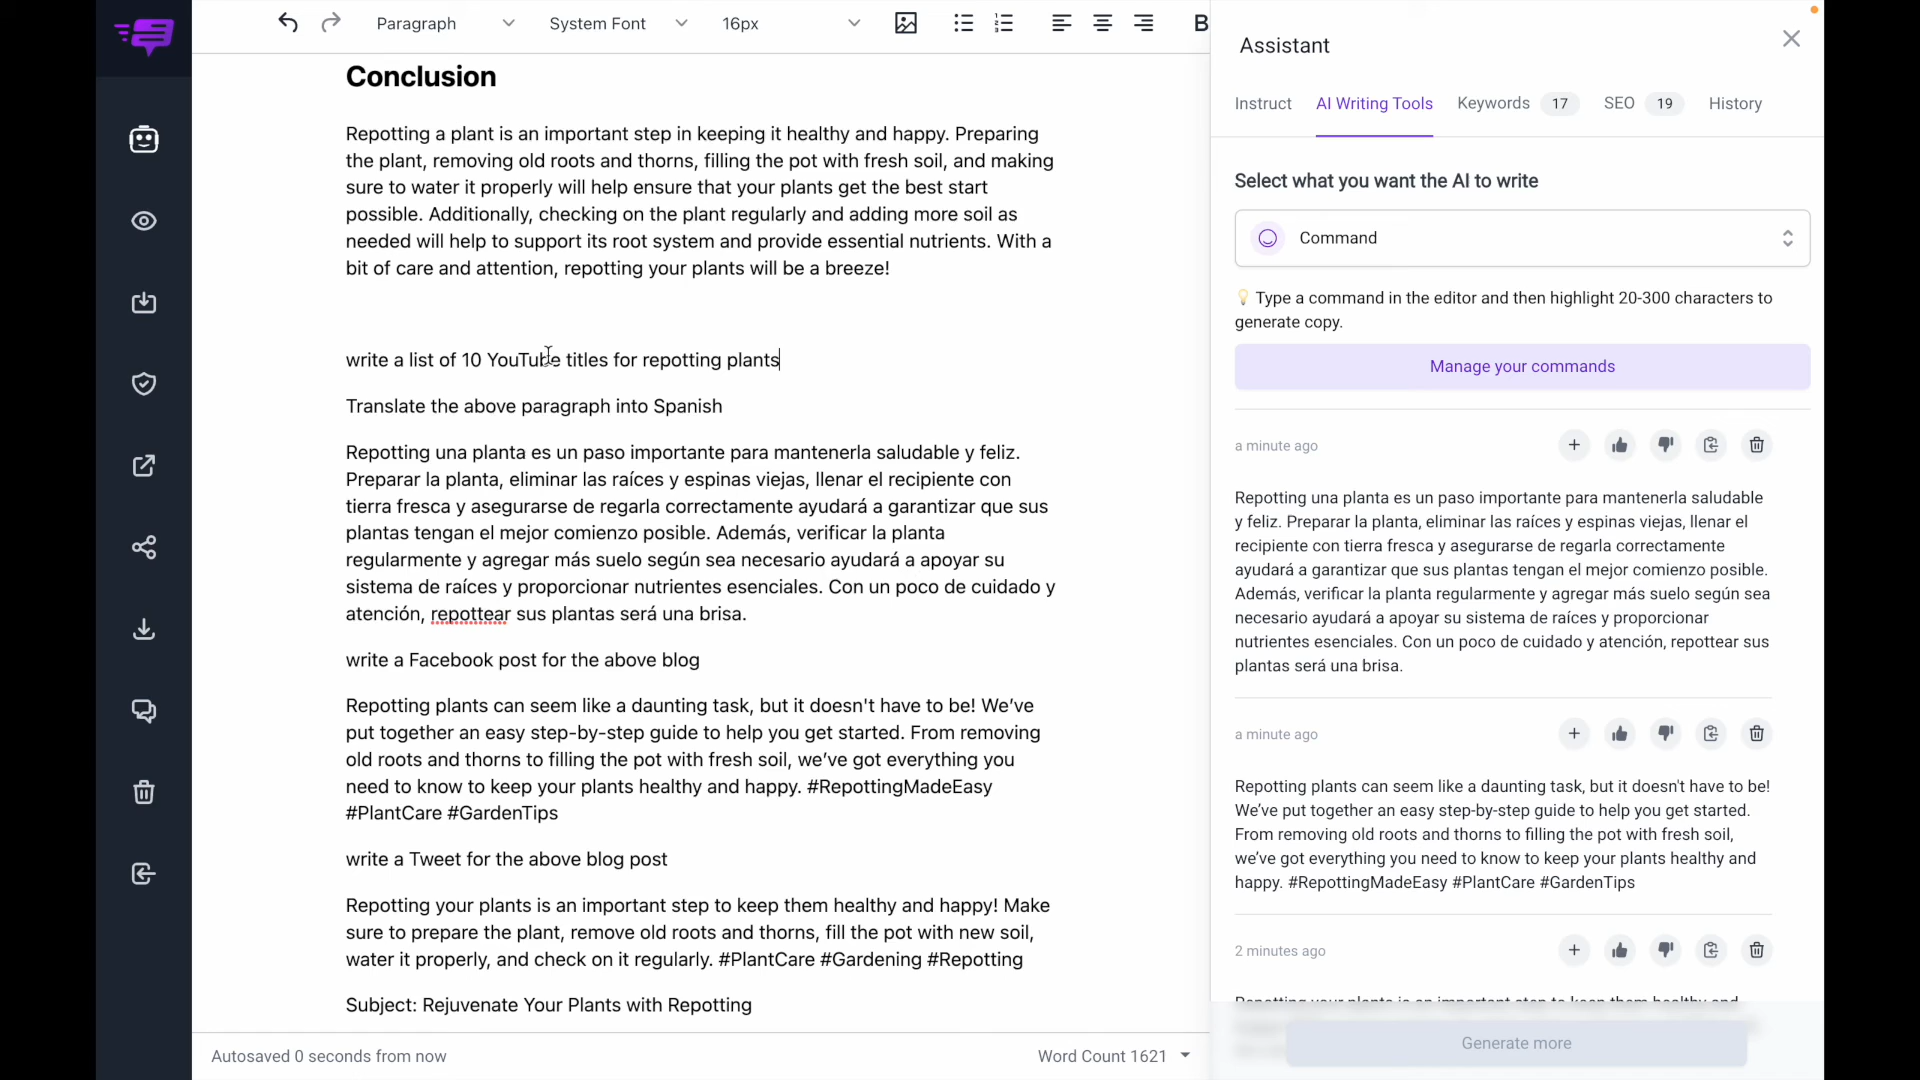 Paragraph
System Font
16px
B
Conclusion
Repotting a plant is an important step in keeping it healthy and happy. Preparing
the plant, removing old roots and thorns, filling the pot with fresh soil, and making
sure to water it properly will help ensure that your plants get the best start
possible. Additionally, checking on the plant regularly and adding more soil as
needed will help to support its root system and provide essential nutrients. With a
bit of care and attention, repotting your plants will be a breeze!
write a list of 10 YouTube titles for repotting plants
Translate the above paragraph into Spanish
Repotting una planta es un paso importante para mantenerla saludable y feliz.
Preparar la planta, eliminar las raíces y espinas viejas, llenar el recipiente con
tierra fresca y asegurarse de regarla correctamente ayudará a garantizar que sus
plantas tengan el mejor comienzo posible. Además, verificar la planta
regularmente y agregar más suelo según sea necesario ayudará a apoyar su
sistema de raíces y proporcionar nutrientes esenciales. Con un poco de cuidado y
atención, repottear sus plantas será una brisa.
write a Facebook post for the above blog
Repotting plants can seem like a daunting task, but it doesn't have to be! We’ve
put together an easy step-by-step guide to help you get started. From removing
old roots and thorns to filling the pot with fresh soil, we’ve got everything you
need to know to keep your plants healthy and happy. #RepottingMadeEasy
#PlantCare #GardenTips
write a Tweet for the above blog post
Repotting your plants is an important step to keep them healthy and happy! Make
sure to prepare the plant, remove old roots and thorns, fill the pot with new soil,
water it properly, and check on it regularly. #PlantCare #Gardening #Repotting
Subject: Rejuvenate Your Plants with Repotting
Autosaved 0 seconds from now
Word Count 1621
Assistant
Instruct
AI Writing Tools
Keywords 17
SEO 19
History
Select what you want the AI to write
Command
Type a command in the editor and then highlight 20-300 characters to
generate copy.
Manage your commands
a minute ago
Repotting una planta es un paso importante para mantenerla saludable
y feliz. Preparar la planta, eliminar las raíces y espinas viejas, llenar el
recipiente con tierra fresca y asegurarse de regarla correctamente
ayudará a garantizar que sus plantas tengan el mejor comienzo posible.
Además, verificar la planta regularmente y agregar más suelo según sea
necesario ayudará a apoyar su sistema de raíces y proporcionar
nutrientes esenciales. Con un poco de cuidado y atención, repottear sus
plantas será una brisa.
a minute ago
Repotting plants can seem like a daunting task, but it doesn't have to be!
We’ve put together an easy step-by-step guide to help you get started.
From removing old roots and thorns to filling the pot with fresh soil,
we’ve got everything you need to know to keep your plants healthy and
happy. #RepottingMadeEasy #PlantCare #GardenTips
2 minutes ago
Repotting your plants is an important step to keep them healthy and
Generate more